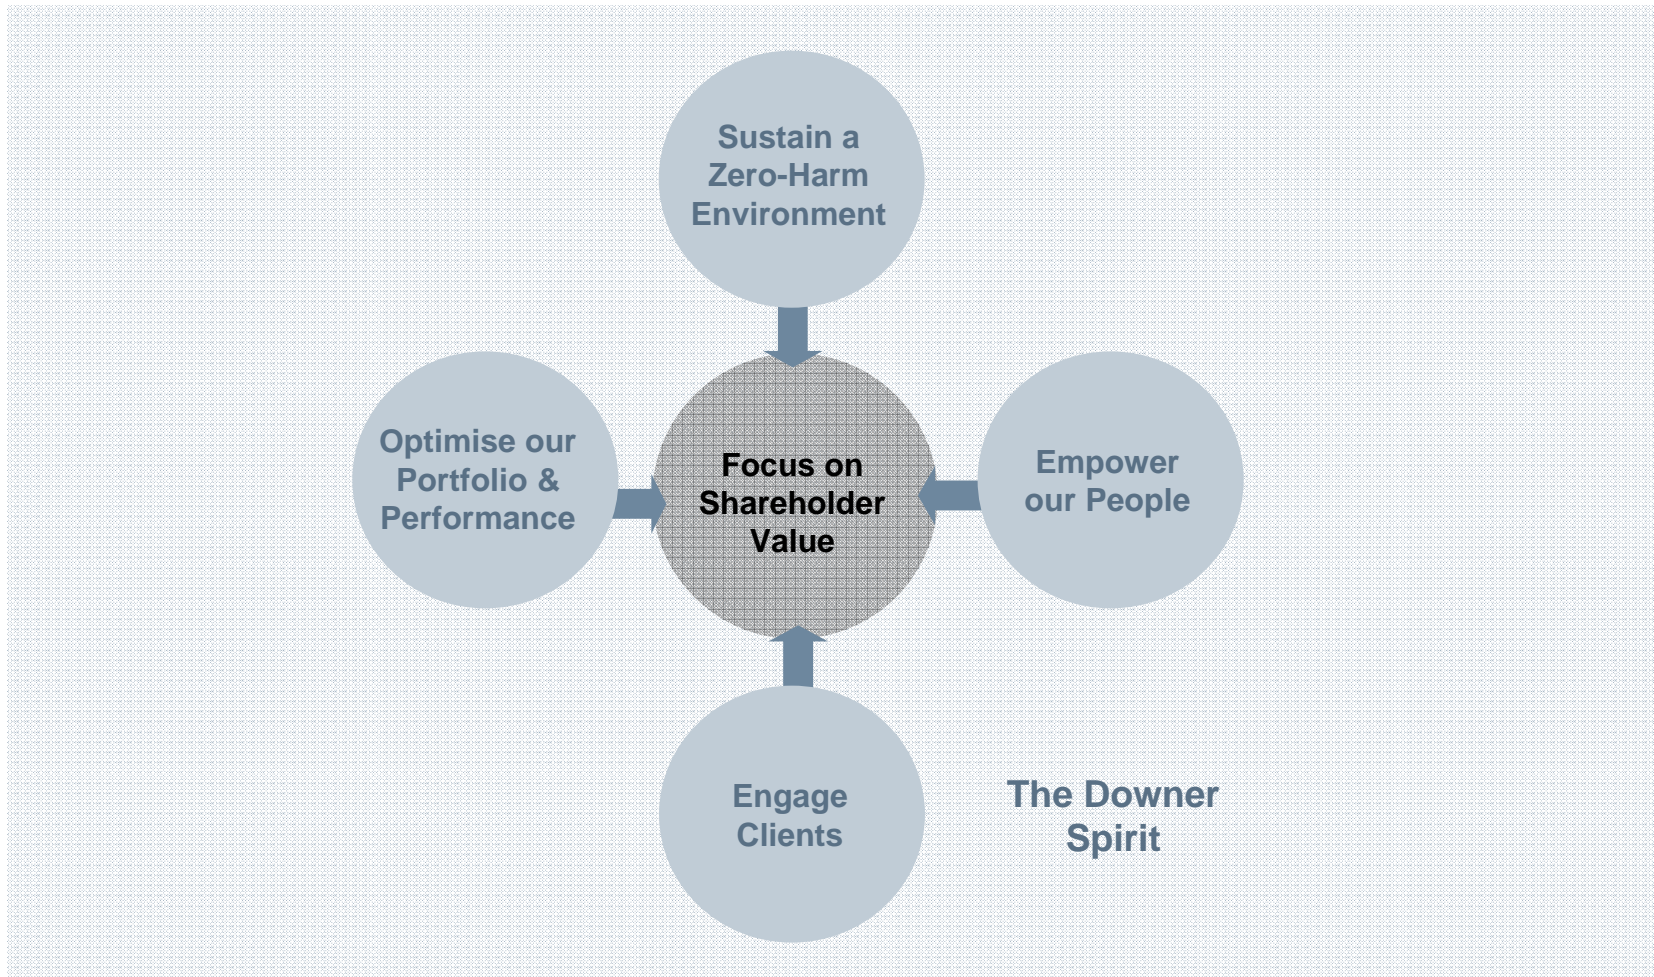 Sustain a
Zero-Harm
Environment
Optimise our
Portfolio &
Performance
Focus on
Shareholder
Value
Empower
our People
Engage
Clients
The Downer
Spirit